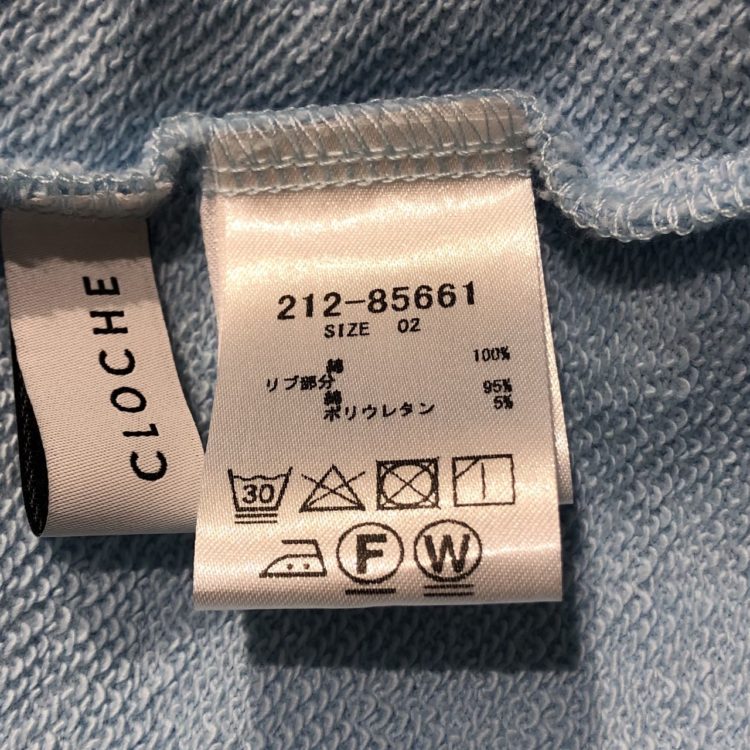 CLOCHE
212-85661
SIZE 02
綿 100%
リブ部分
綿 95%
ポリウレタン 5%
30
F W